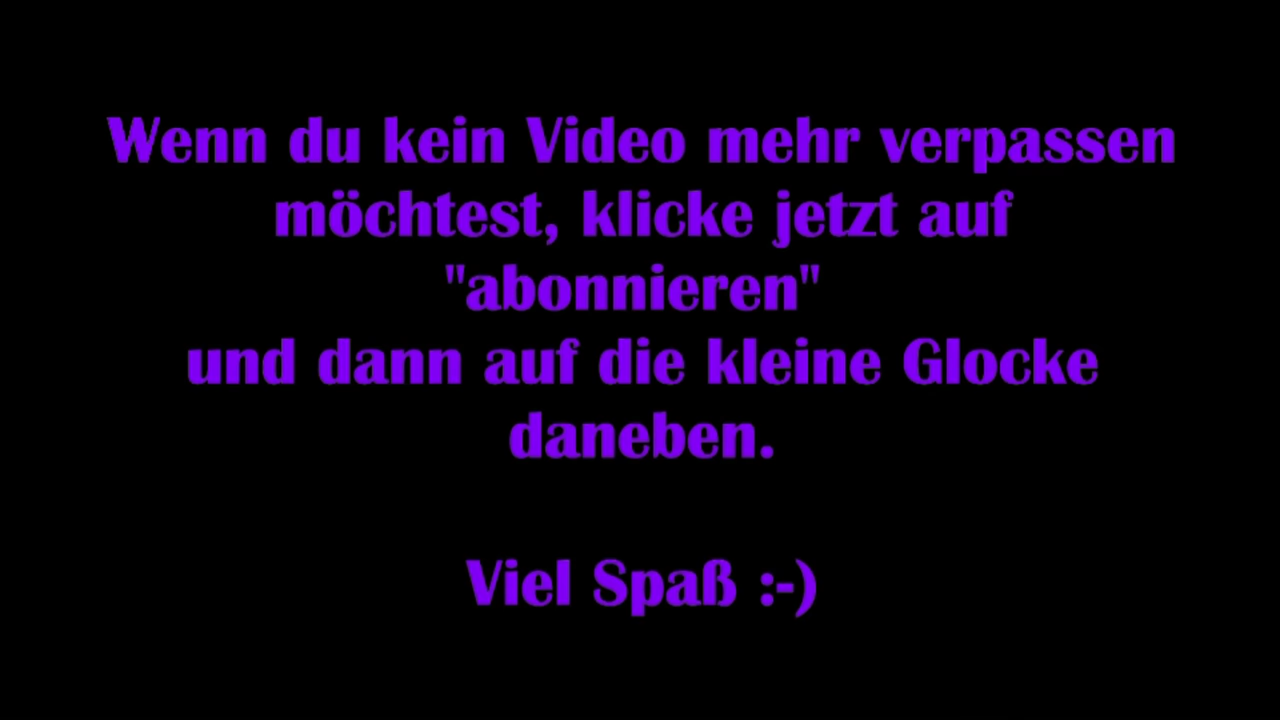 Wenn du kein Video mehr verpassen
möchtest, klicke jetzt auf
"abonnieren"
und dann auf die kleine Glocke
daneben.
Viel Spaß :-)